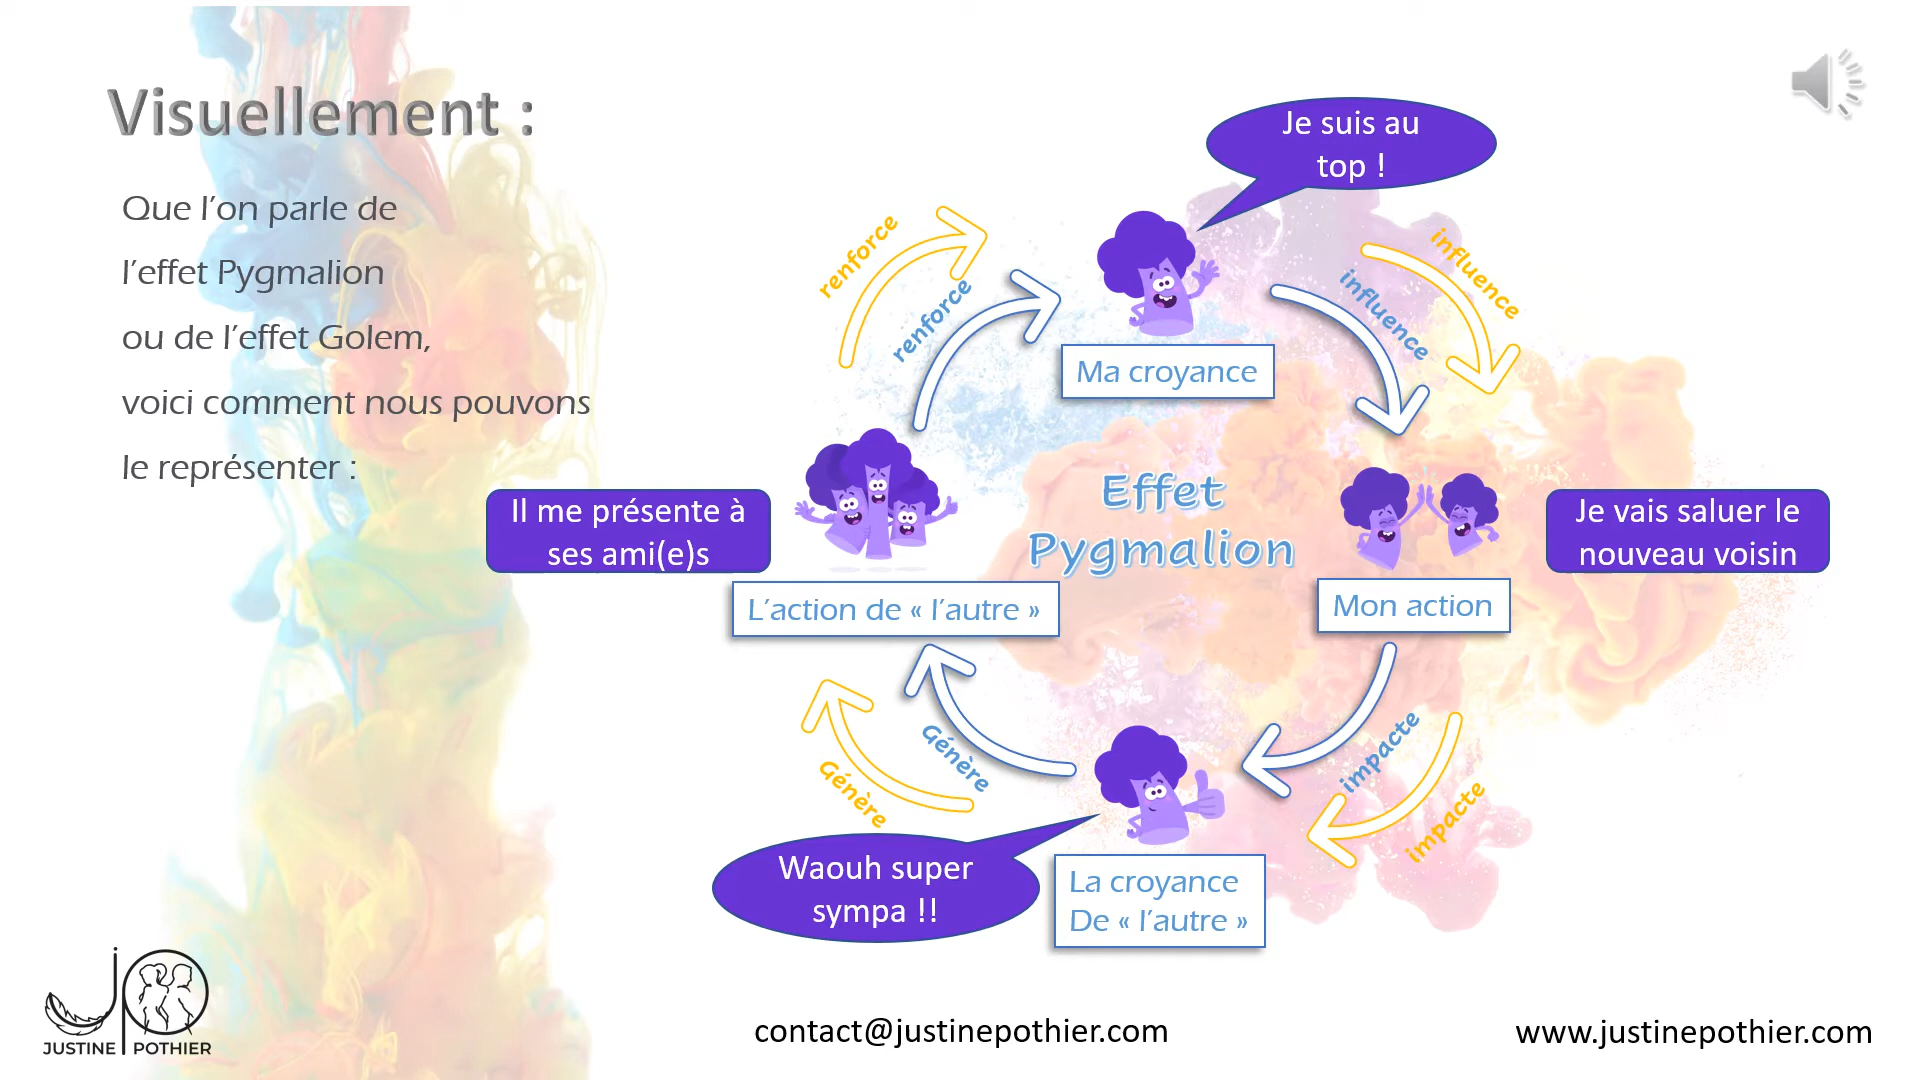 Visuellement :
Que l'on parle de
l'effet Pygmalion
ou de l'effet Golem,
voici comment nous pouvons
le représenter :
Je suis au
top !
renforce
renforce
influence
influence
Ma croyance
Effet
Pygmalion
Il me présente à
ses ami(e)s
L'action de « l'autre »
Je vais saluer le
nouveau voisin
Mon action
Génère
Génère
impacte
impacte
Waouh super
sympa !!
La croyance
De « l'autre »
JUSTINE POTHIER
contact@justinepothier.com
www.justinepothier.com